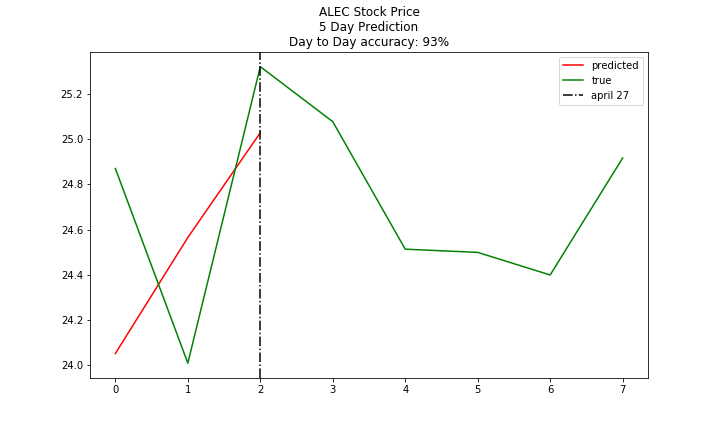 ALEC Stock Price
5 Day Prediction
Day to Day accuracy: 93%
predicted
true
april 27
25.2
25.0
24.8
24.6
24.4
24.2
24.0
0 1 2 3 4 5 6 7